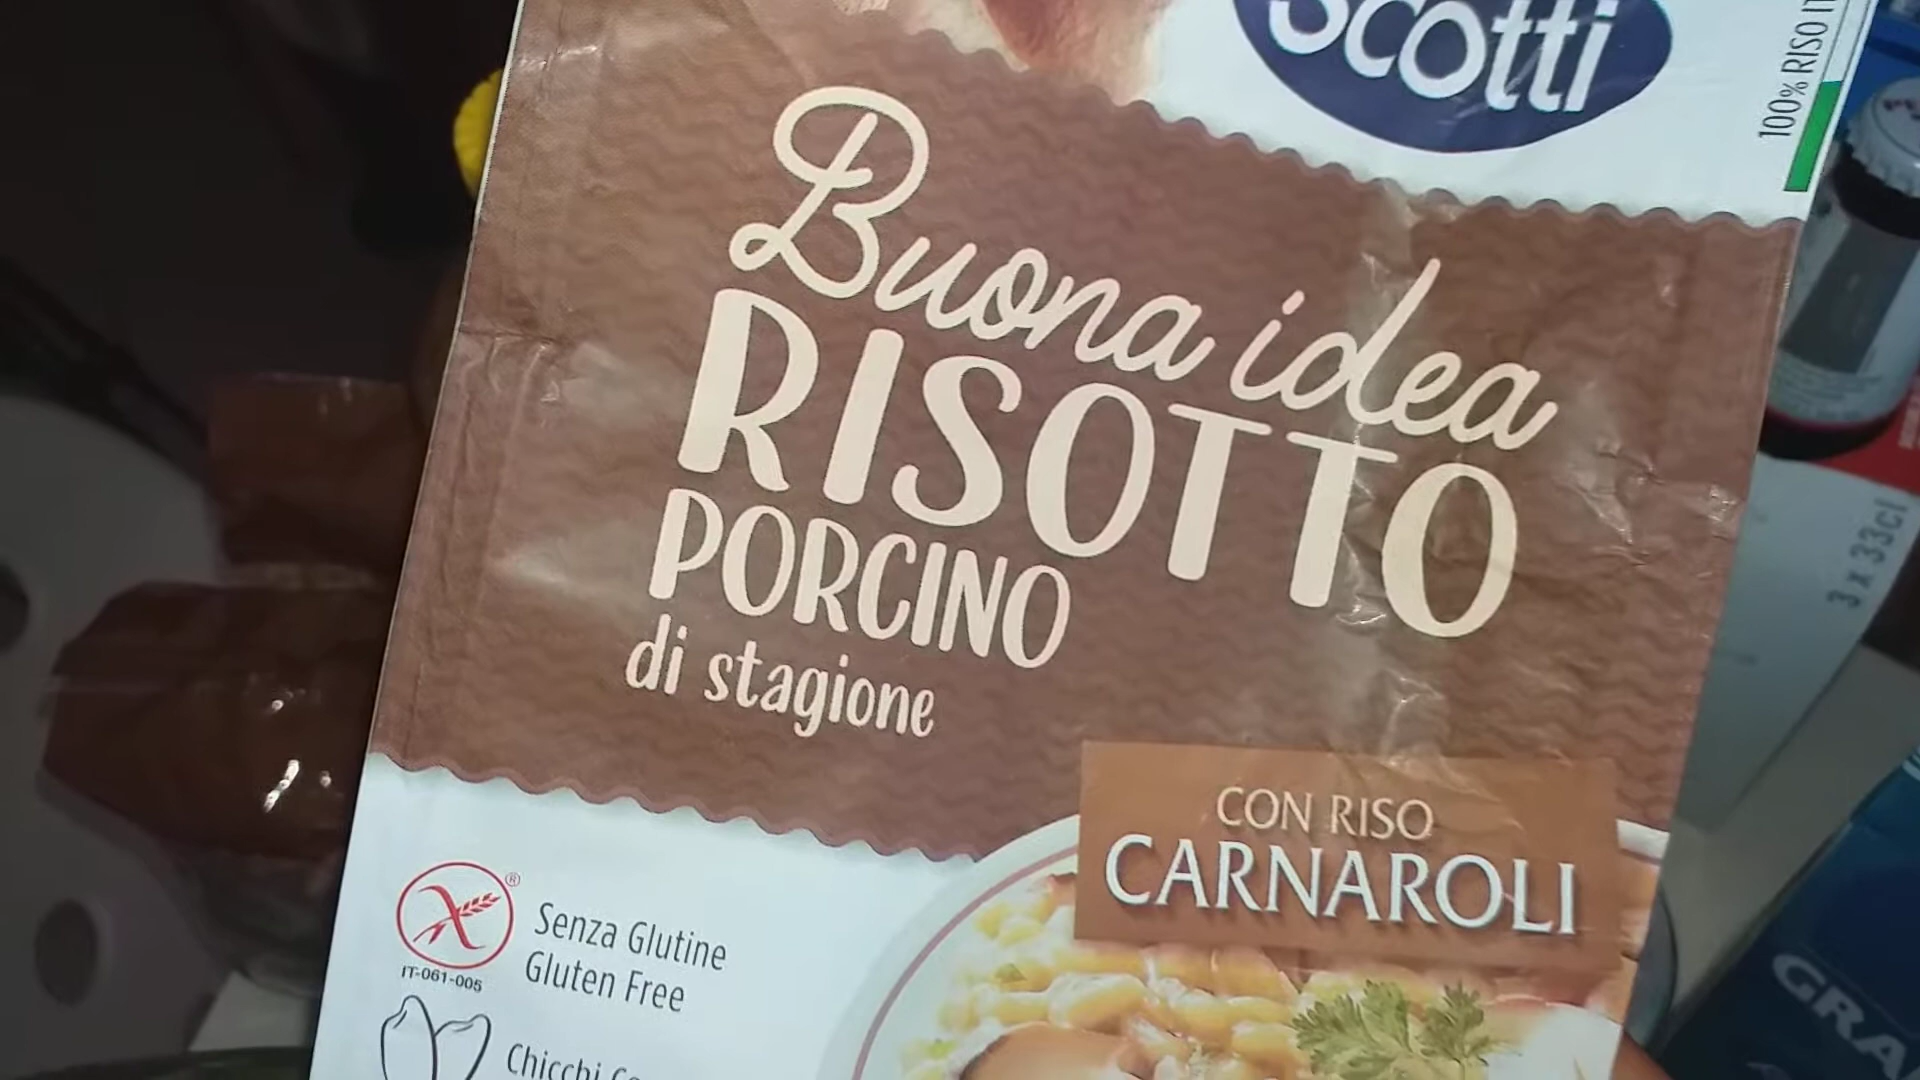 Scotti
100% RISO
Buona idea
RISOTTO
PORCINO
di stagione
3 x 33cl
CON RISO
CARNAROLI
Senza Glutine
Gluten Free
IT-061-005
Chicchi